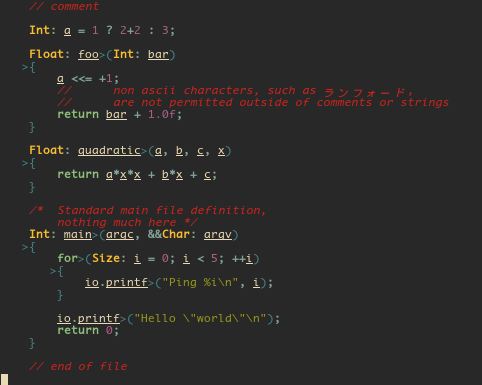 // comment
Int: a = 1 ? 2+2 : 3;
Float: foo>(Int: bar)
>{
a <<= +1;
// non ascii characters, such as ランフォード,
// are not permitted outside of comments or strings
return bar + 1.0f;
}
Float: quadratic>(a, b, c, x)
>{
return a*x*x + b*x + c;
}
/* Standard main file definition,
nothing much here */
Int: main>(argc, &&Char: argv)
>{
for>(Size: i = 0; i < 5; ++i)
>{
io.printf>("Ping %i\n", i);
}
io.printf>("Hello \"world\"\n");
return 0;
}
// end of file